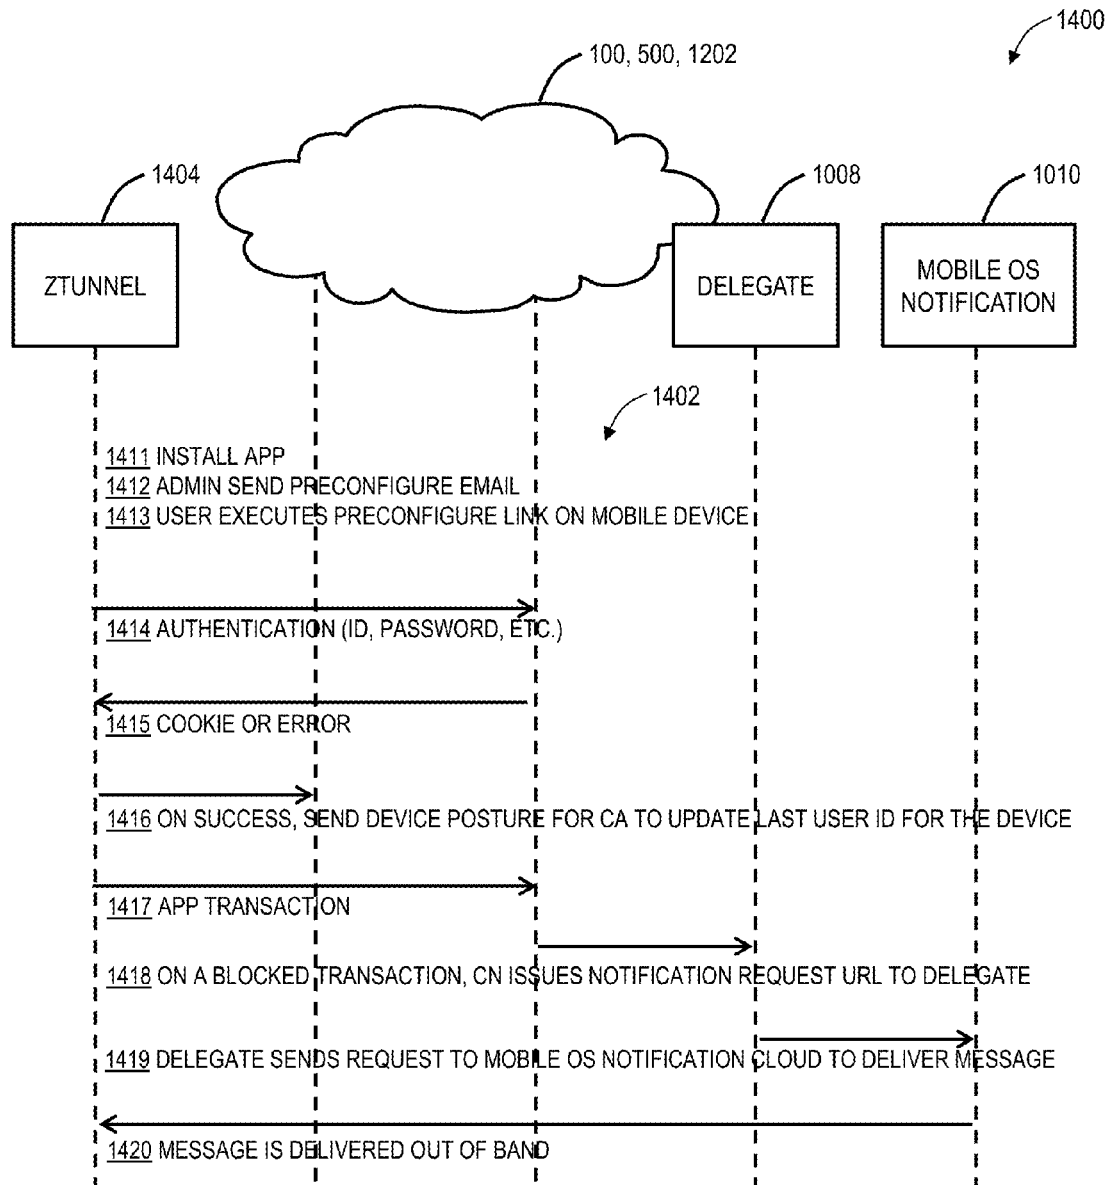 1400
100, 500, 1202
1404
1008
1010
ZTUNNEL
DELEGATE
MOBILE OS
NOTIFICATION
1402
1411 INSTALL APP
1412 ADMIN SEND PRECONFIGURE EMAIL
1413 USER EXECUTES PRECONFIGURE LINK ON MOBILE DEVICE
1414 AUTHENTICATION (ID, PASSWORD, ETC.)
1415 COOKIE OR ERROR
1416 ON SUCCESS, SEND DEVICE POSTURE FOR CA TO UPDATE LAST USER ID FOR THE DEVICE
1417 APP TRANSACTION
1418 ON A BLOCKED TRANSACTION, CN ISSUES NOTIFICATION REQUEST URL TO DELEGATE
1419 DELEGATE SENDS REQUEST TO MOBILE OS NOTIFICATION CLOUD TO DELIVER MESSAGE
1420 MESSAGE IS DELIVERED OUT OF BAND